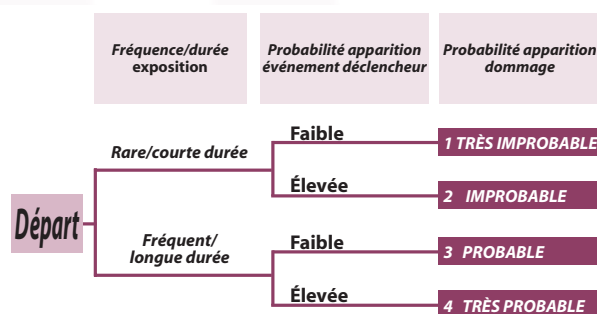 Fréquence/durée
exposition
Probabilité apparition
événement déclencheur
Probabilité apparition
dommage
Départ
Rare/courte durée
Faible
1 TRÈS IMPROBABLE
Élevée
2 IMPROBABLE
Fréquent/
longue durée
Faible
3 PROBABLE
Élevée
4 TRÈS PROBABLE